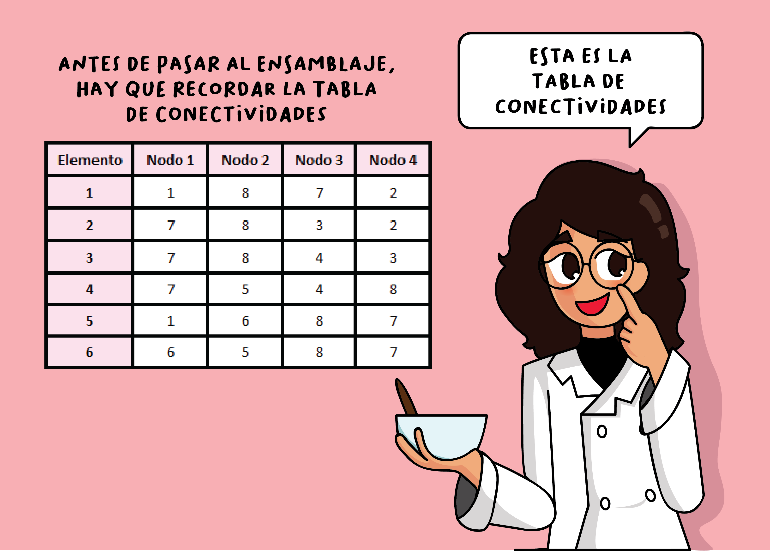 ANTES DE PASAR AL ENSAMBLAJE,
HAY QUE RECORDAR LA TABLA
DE CONECTIVIDADES
ESTA ES LA
TABLA DE
CONECTIVIDADES
Elemento Nodo 1 Nodo 2 Nodo 3 Nodo 4
1 1 8 7 2
2 7 8 3 2
3 7 8 4 3
4 7 5 4 8
5 1 6 8 7
6 6 5 8 7